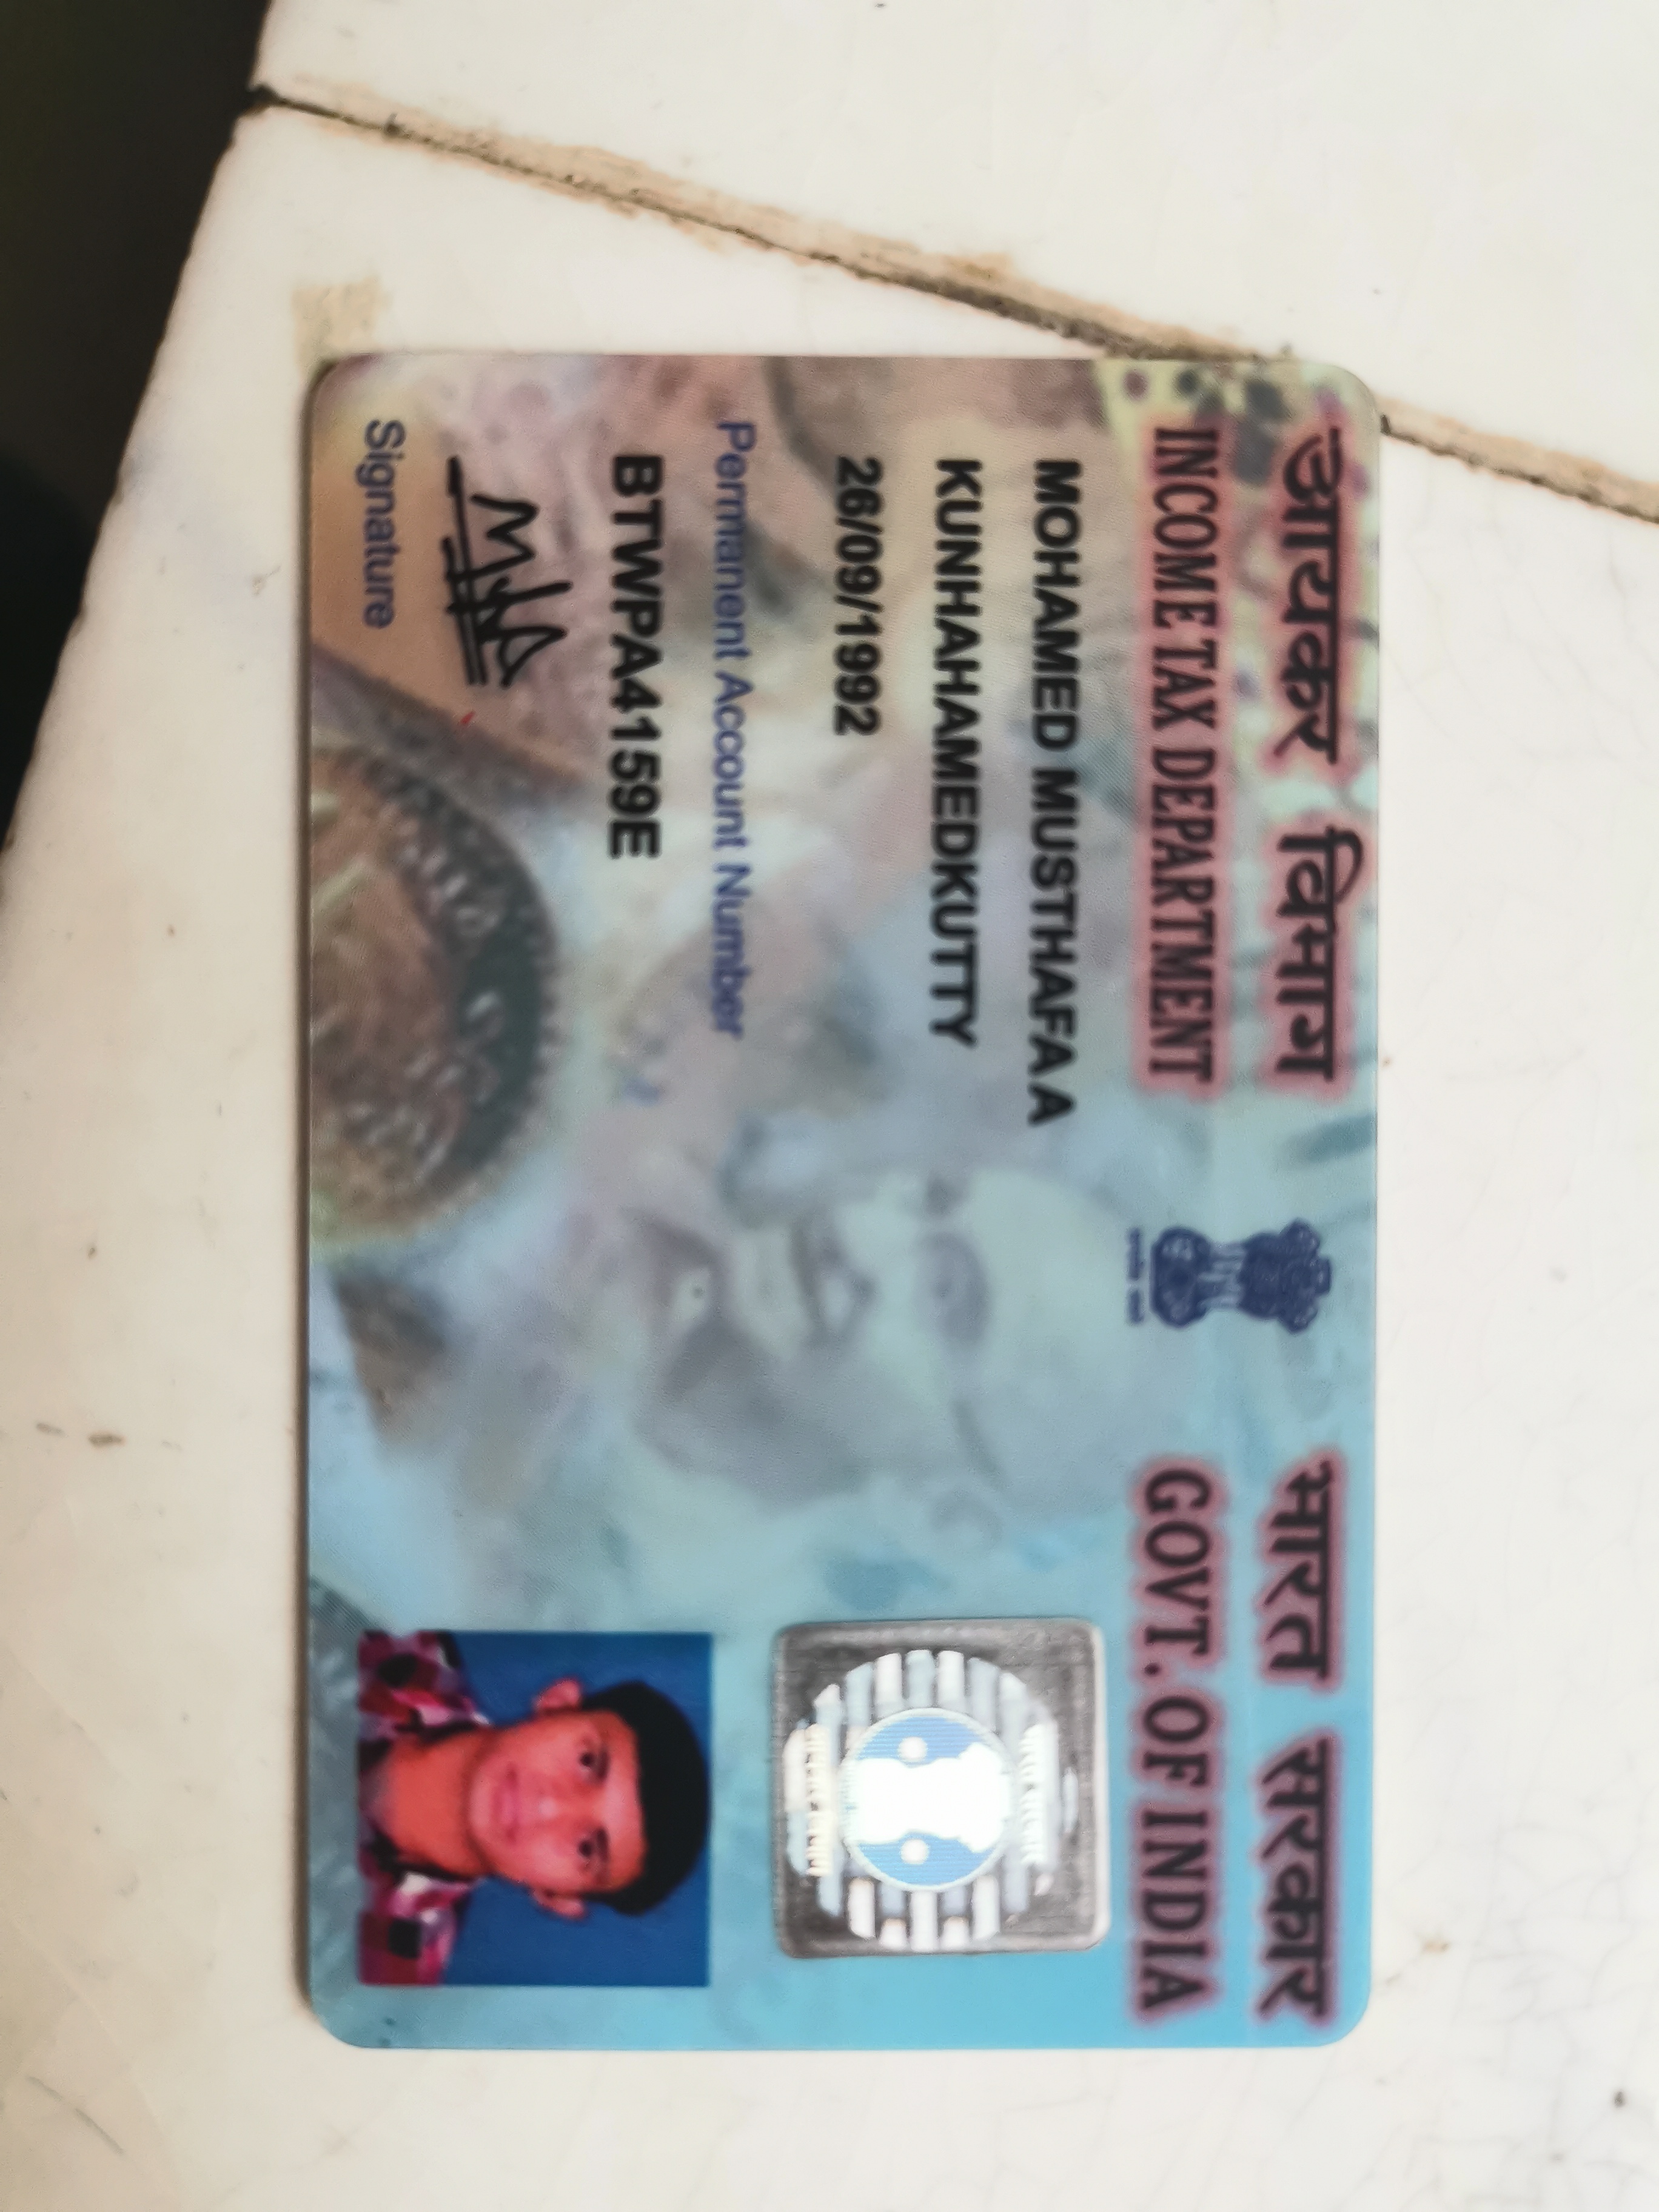 आयकर विभाग
INCOME TAX DEPARTMENT
भारत सरकार
GOVT. OF INDIA
MOHAMED MUSTHAFA A
KUNHAHAMEDKUTTY
26/09/1992
Permanent Account Number
BTWPA4159E
Signature